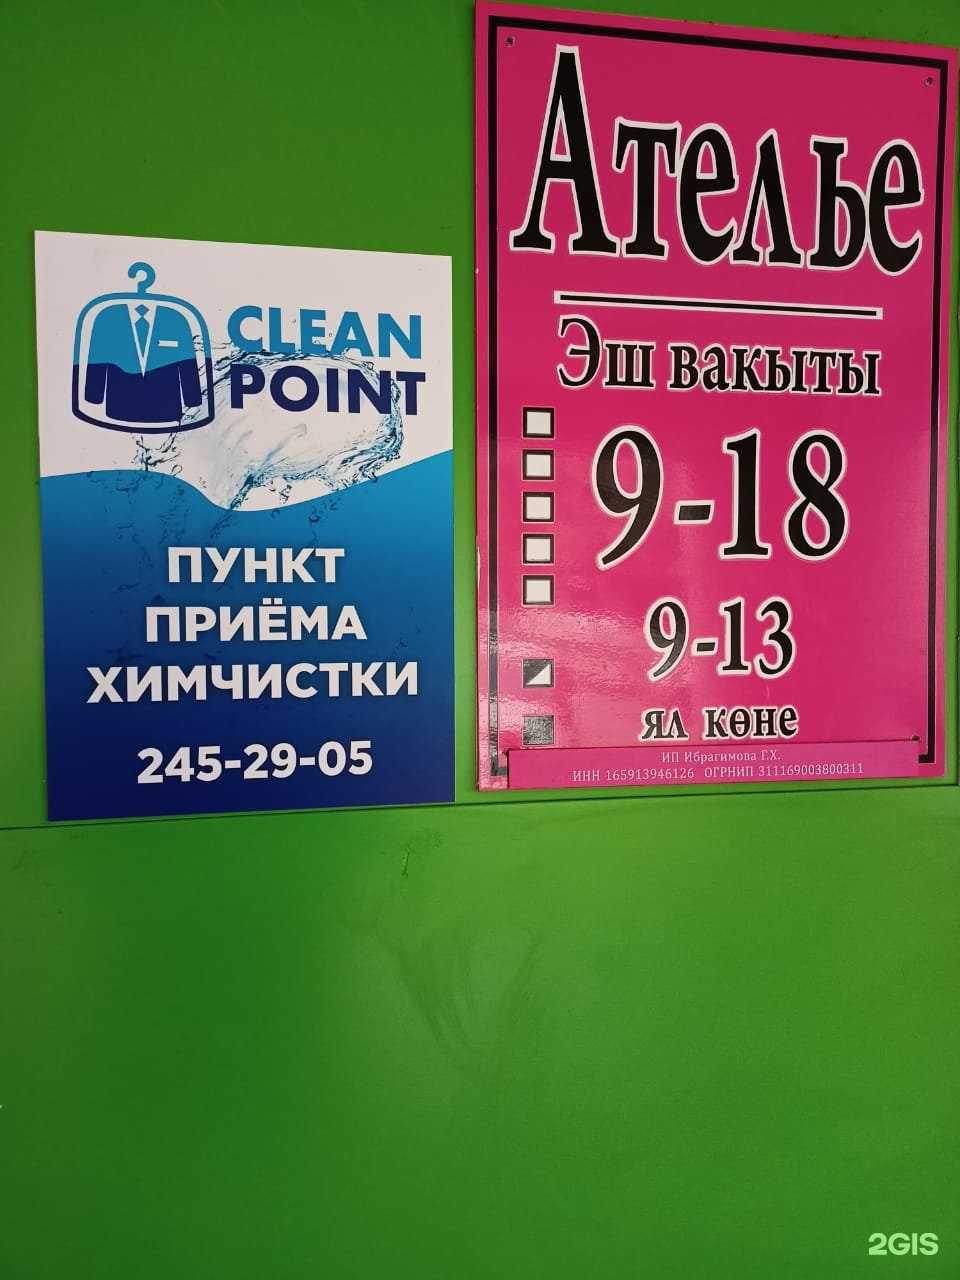 CLEAN
POINT
ПУНКТ
ПРИЁМА
ХИМЧИСТКИ
245-29-05
Ателье
Эш вакыты
9-18
9-13
ял көне
ИП Ибрагимова Г.Х.
ИНН 165913946126 ОГРНИП 311169003800311
2GIS